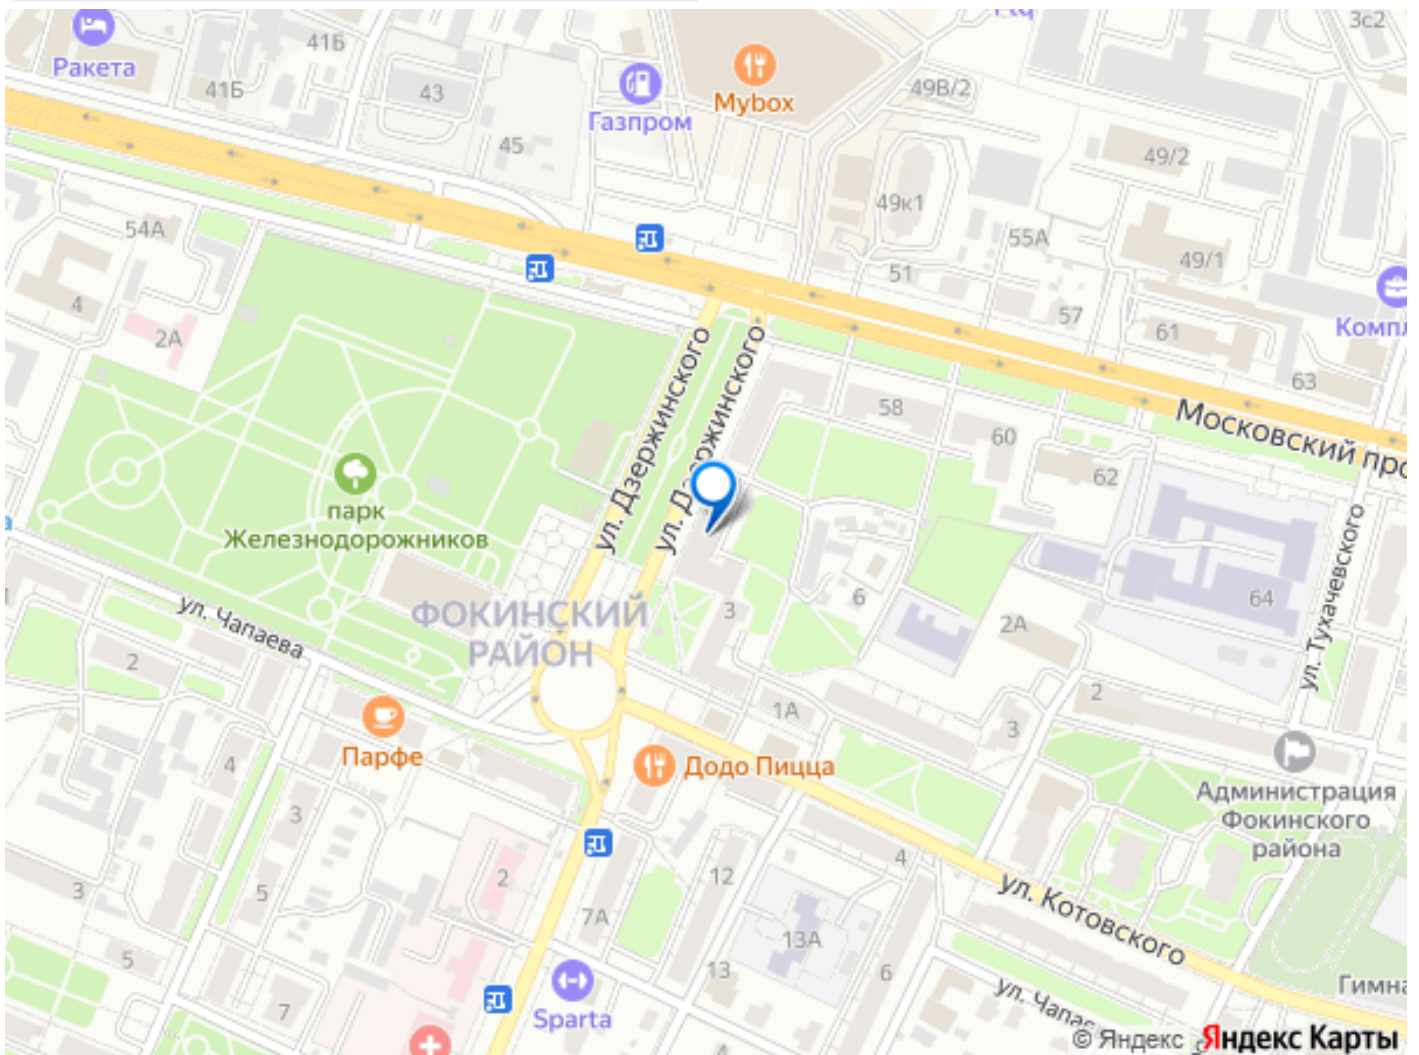 3с2
Ракета
41Б
41Б
43
45
Газпром
Mybox
49В/2
49/2
49к1
55А
49/1
51
57
61
63
Компл
54А
4
2А
ул. Дзержинского
ул. Дзержинского
58
60
62
Московский про
парк
Железнодорожников
ул. Чапаева
ФОКИНСКИЙ
РАЙОН
3
6
2А
64
ул. Тухачевского
2
Парфе
4
3
5
3
5
7
1А
3
2
Додо Пицца
Администрация
Фокинского
района
4
ул. Котовского
2
7А
12
13А
13
6
Sparta
ул. Чапас
Гимна
© Яндекс Яндекс Карты